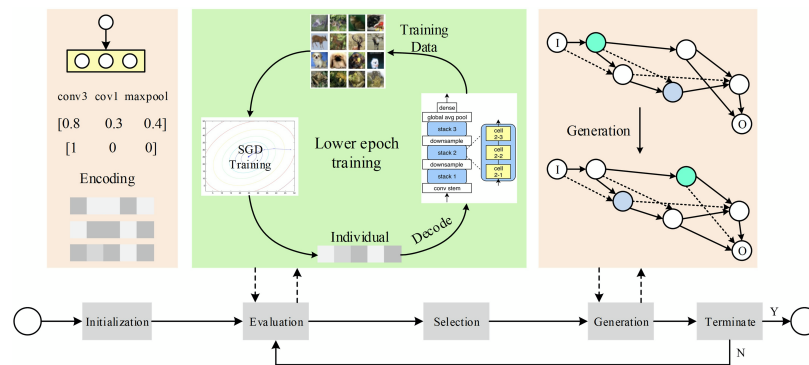 conv3 cov1 maxpool
[0.8 0.3 0.4]
[1 0 0]
Encoding
Training
Data
SGD
Training
Lower epoch
training
dense
global avg pool
stack 3
downsample
stack 2
downsample
stack 1
conv stem
cell
2-3
cell
2-2
cell
2-1
Individual
Decode
I
O
Generation
I
O
Initialization
Evaluation
Selection
Generation
Terminate
Y
N